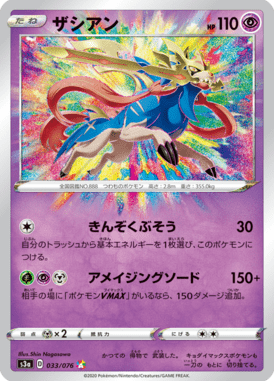 たね ザシアン HP 110
全国図鑑NO.888 つわものポケモン 高さ：2.8m 重さ：355.0kg
きんぞくぶそう 30
自分のトラッシュから基本エネルギーを1枚選び、このポケモンに
つける。
アメイジングソード 150+
相手の場に「ポケモンVMAX」がいるなら、150ダメージ追加。
弱点 ×2 抵抗力 にげる
Illus. Shin Nagasawa
s3a 033/076
©2020 Pokémon/Nintendo/Creatures/GAME FREAK.